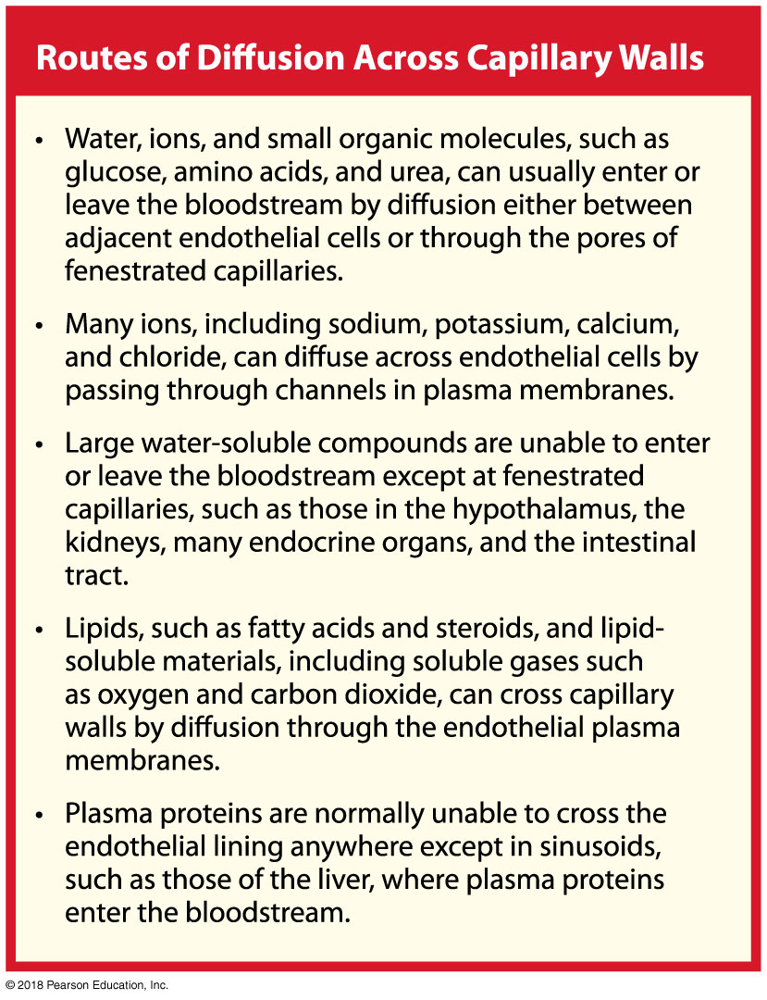 Routes of Diffusion Across Capillary Walls
• Water, ions, and small organic molecules, such as
glucose, amino acids, and urea, can usually enter or
leave the bloodstream by diffusion either between
adjacent endothelial cells or through the pores of
fenestrated capillaries.
• Many ions, including sodium, potassium, calcium,
and chloride, can diffuse across endothelial cells by
passing through channels in plasma membranes.
• Large water-soluble compounds are unable to enter
or leave the bloodstream except at fenestrated
capillaries, such as those in the hypothalamus, the
kidneys, many endocrine organs, and the intestinal
tract.
• Lipids, such as fatty acids and steroids, and lipid-
soluble materials, including soluble gases such
as oxygen and carbon dioxide, can cross capillary
walls by diffusion through the endothelial plasma
membranes.
• Plasma proteins are normally unable to cross the
endothelial lining anywhere except in sinusoids,
such as those of the liver, where plasma proteins
enter the bloodstream.
© 2018 Pearson Education, Inc.